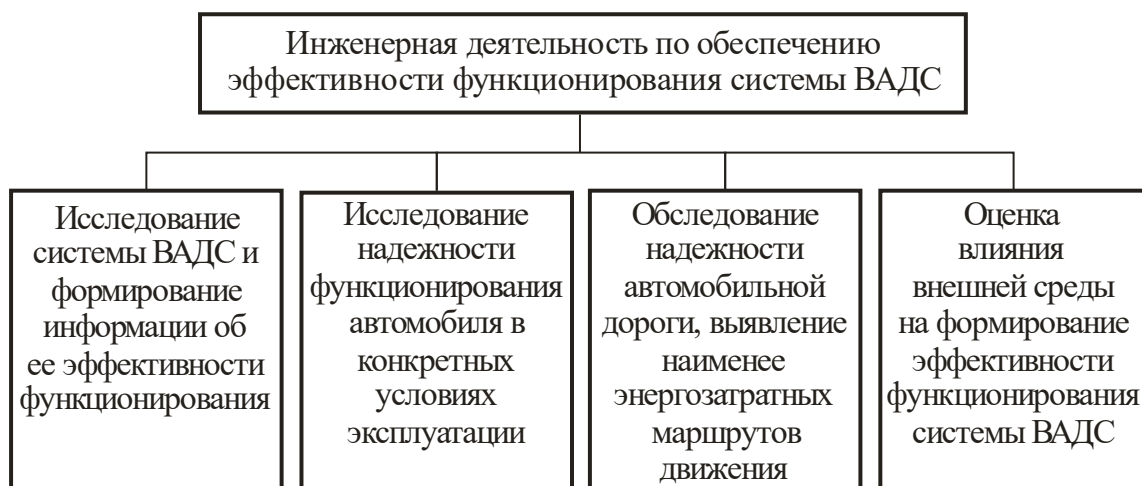 Инженерная деятельность по обеспечению
эффективности функционирования системы ВАДС
Исследование
системы ВАДС и
формирование
информации об
ее эффективности
функционирования
Исследование
надежности
функционирования
автомобиля в
конкретных
условиях
эксплуатации
Обследование
надежности
автомобильной
дороги, выявление
наименее
энергозатратных
маршрутов
движения
Оценка
влияния
внешней среды
на формирование
эффективности
функционирования
системы ВАДС